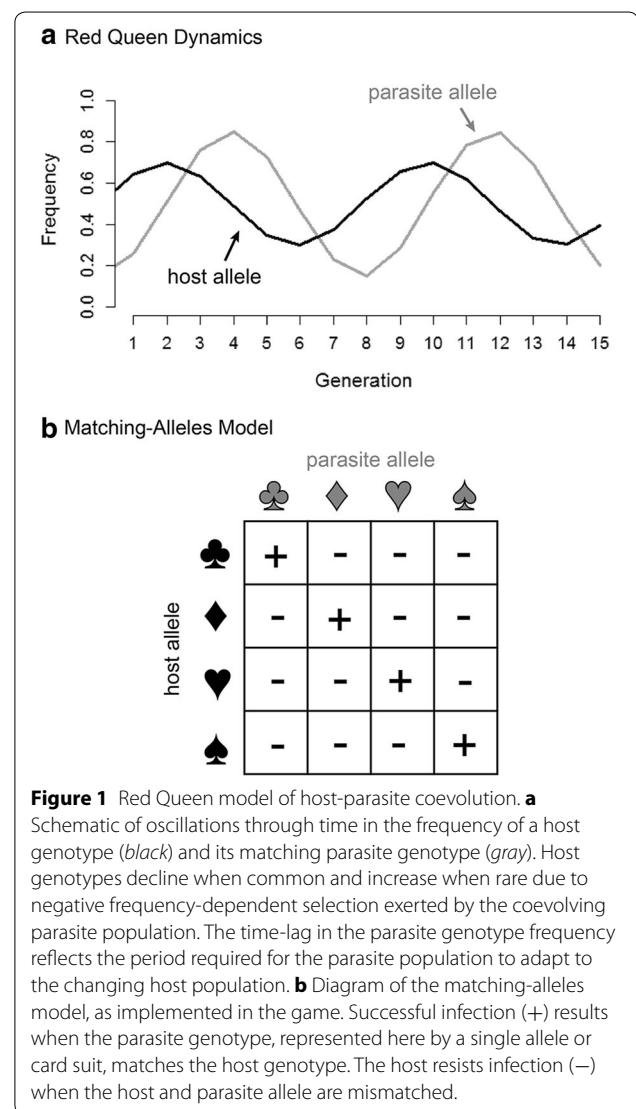 a Red Queen Dynamics
parasite allele
Frequency
0.0 0.2 0.4 0.6 0.8 1.0
host allele
1 2 3 4 5 6 7 8 9 10 11 12 13 14 15
Generation
b Matching-Alleles Model
parasite allele
♣ ♦ ♥ ♠
host allele
♣ + - - -
♦ - + - -
♥ - - + -
♠ - - - +
Figure 1 Red Queen model of host-parasite coevolution. a
Schematic of oscillations through time in the frequency of a host
genotype (black) and its matching parasite genotype (gray). Host
genotypes decline when common and increase when rare due to
negative frequency-dependent selection exerted by the coevolving
parasite population. The time-lag in the parasite genotype frequency
reflects the period required for the parasite population to adapt to
the changing host population. b Diagram of the matching-alleles
model, as implemented in the game. Successful infection (+) results
when the parasite genotype, represented here by a single allele or
card suit, matches the host genotype. The host resists infection (−)
when the host and parasite allele are mismatched.